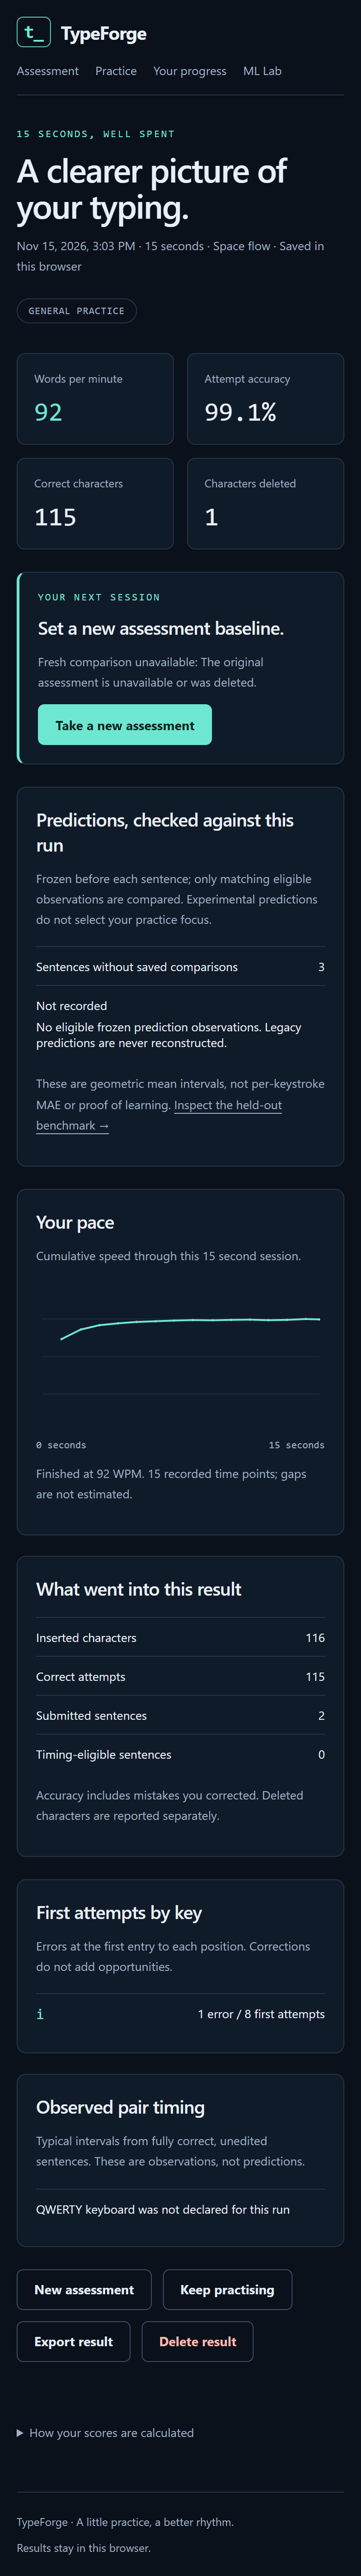 t_ TypeForge
Assessment Practice Your progress ML Lab
15 SECONDS, WELL SPENT
A clearer picture of
your typing.
Nov 15, 2026, 3:03 PM · 15 seconds · Space flow · Saved in
this browser
GENERAL PRACTICE
Words per minute
92
Attempt accuracy
99.1%
Correct characters
115
Characters deleted
1
YOUR NEXT SESSION
Set a new assessment baseline.
Fresh comparison unavailable: The original
assessment is unavailable or was deleted.
Take a new assessment
Predictions, checked against this
run
Frozen before each sentence; only matching eligible
observations are compared. Experimental predictions
do not select your practice focus.
Sentences without saved comparisons 3
Not recorded
No eligible frozen prediction observations. Legacy
predictions are never reconstructed.
These are geometric mean intervals, not per-keystroke
MAE or proof of learning. Inspect the held-out
benchmark →
Your pace
Cumulative speed through this 15 second session.
0 seconds 15 seconds
Finished at 92 WPM. 15 recorded time points; gaps
are not estimated.
What went into this result
Inserted characters 116
Correct attempts 115
Submitted sentences 2
Timing-eligible sentences 0
Accuracy includes mistakes you corrected. Deleted
characters are reported separately.
First attempts by key
Errors at the first entry to each position. Corrections
do not add opportunities.
i 1 error / 8 first attempts
Observed pair timing
Typical intervals from fully correct, unedited
sentences. These are observations, not predictions.
QWERTY keyboard was not declared for this run
New assessment Keep practising
Export result Delete result
▶ How your scores are calculated
TypeForge · A little practice, a better rhythm.
Results stay in this browser.